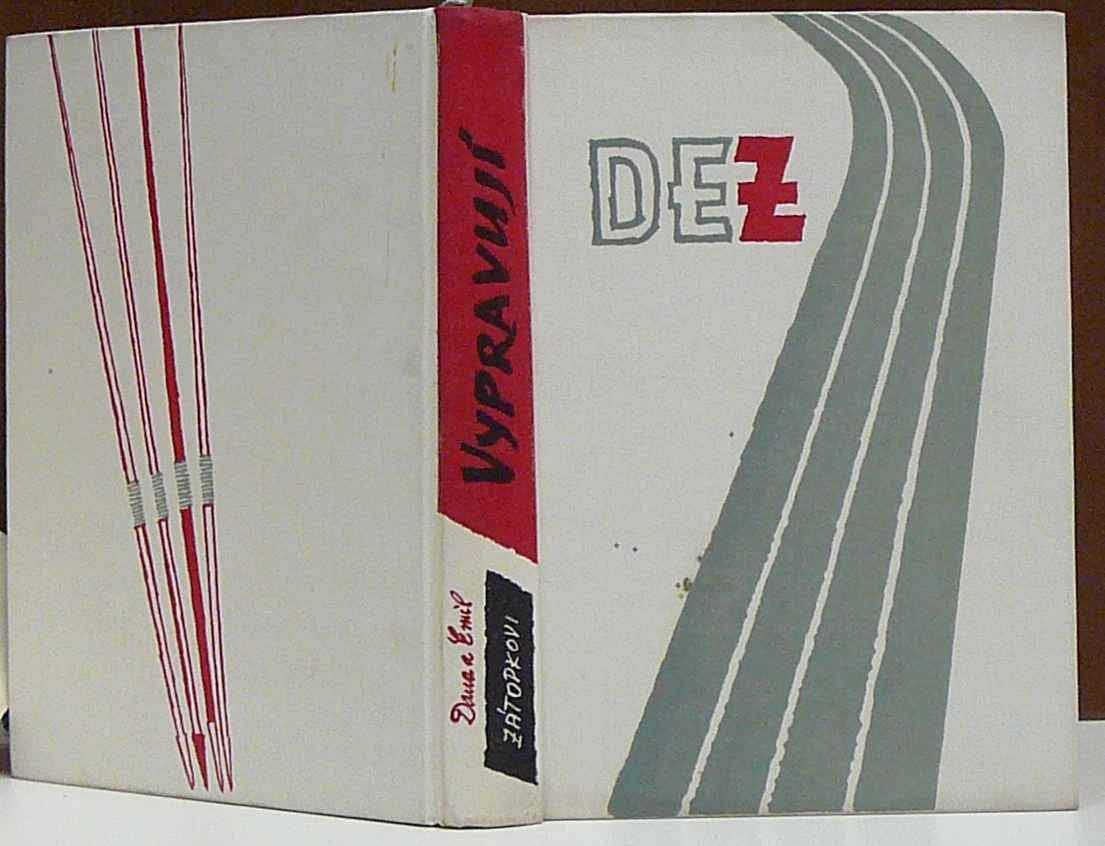 VYPRAVUJÍ
Dana a Emil
ZÁTOPKOVI
DEZ